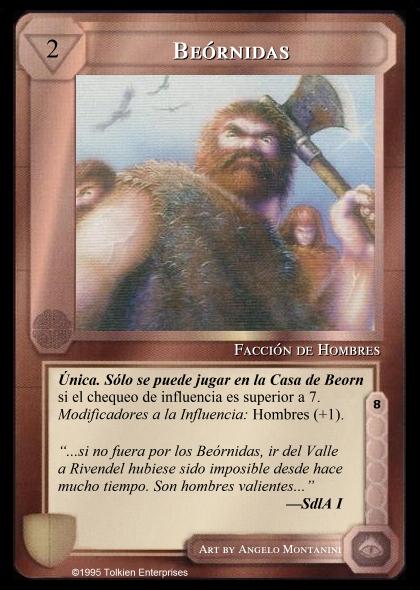 2
BEÓRNIDAS
FACCIÓN DE HOMBRES
Única. Sólo se puede jugar en la Casa de Beorn
si el chequeo de influencia es superior a 7.
Modificadores a la Influencia: Hombres (+1).
8
“...si no fuera por los Beórnidas, ir del Valle
a Rivendel hubiese sido imposible desde hace
mucho tiempo. Son hombres valientes...”
—SdlA I
ART BY ANGELO MONTANINI
©1995 Tolkien Enterprises